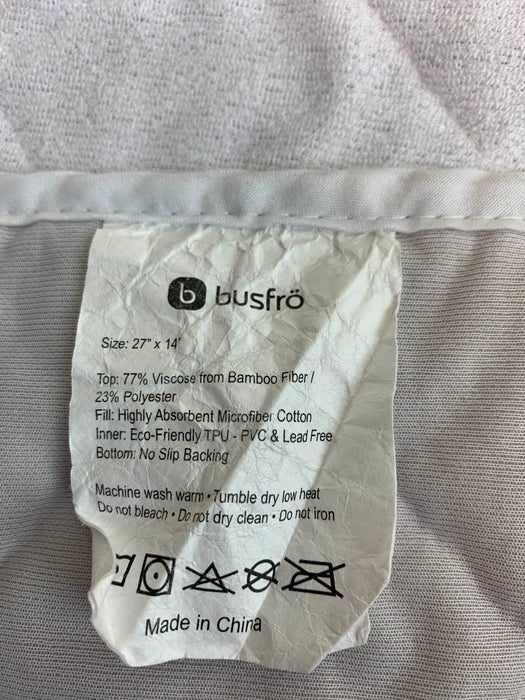 b busfrö
Size: 27" x 14"
Top: 77% Viscose from Bamboo Fiber /
23% Polyester
Fill: Highly Absorbent Microfiber Cotton
Inner: Eco-Friendly TPU - PVC & Lead Free
Bottom: No Slip Backing
Machine wash warm • Tumble dry low heat
Do not bleach • Do not dry clean • Do not iron
Made in China